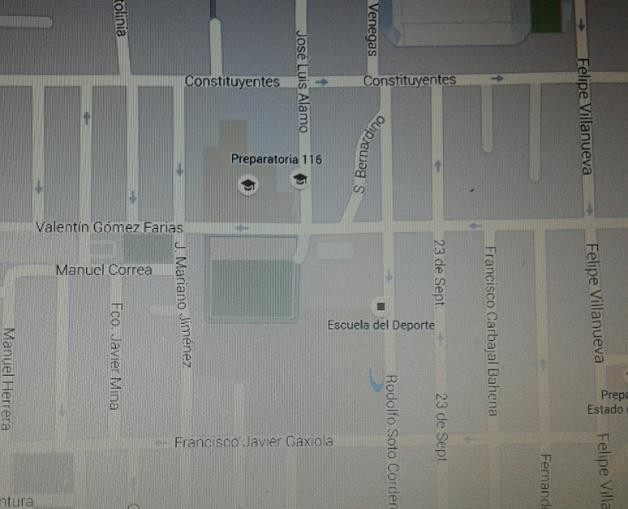 tolinia
José Luis Alamo
Venegas
Felipe Villanueva
Constituyentes
Constituyentes
S. Bernardino
Preparatoria 116
Valentín Gómez Farias
Manuel Correa
J. Mariano Jiménez
Fco. Javier Mina
Manuel Herrera
23 de Sept.
Francisco Carbajal Bahena
Felipe Villanueva
Escuela del Deporte
Rodolfo Soto Corder
23 de Sept.
Prepa
Estado
Francisco Javier Gaxiola
Fernand
Felipe Villa
ntura